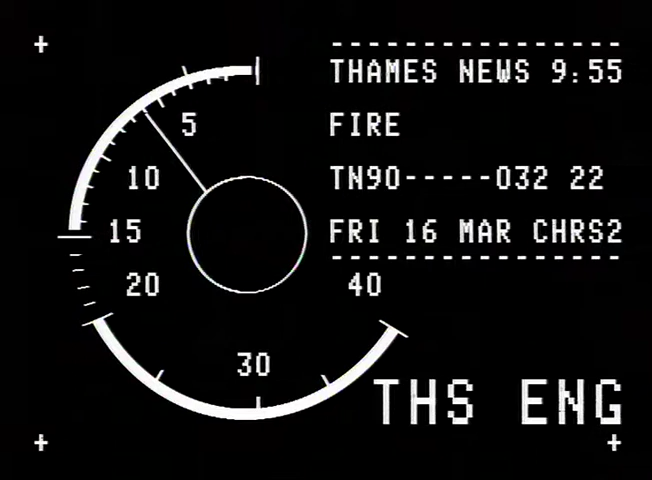 THAMES NEWS 9:55
FIRE
TN90-----032 22
FRI 16 MAR CHRS2
5
10
15
20
30
40
THS ENG